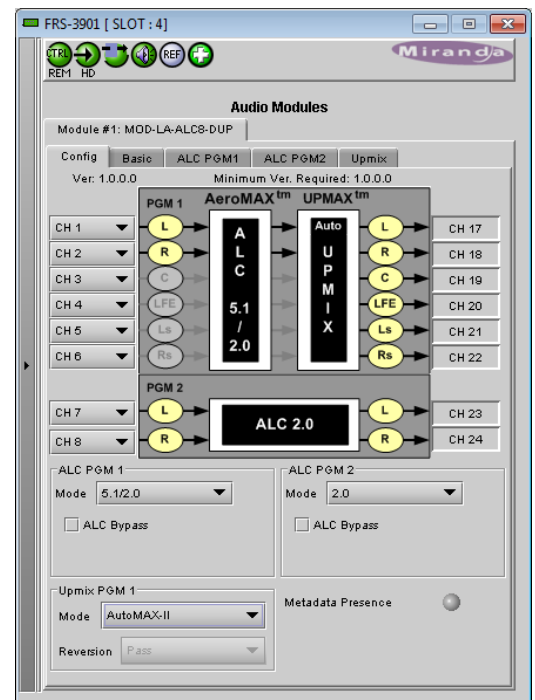 FRS-3901 [ SLOT : 4]
CTRL REF
REM HD
Miranda
Audio Modules
Module #1: MOD-LA-ALC8-DUP
Config Basic ALC PGM1 ALC PGM2 Upmix
Ver: 1.0.0.0 Minimum Ver. Required: 1.0.0.0
PGM 1 AeroMAXtm UPMAXtm
CH 1 L ALC 5.1 / 2.0 Auto UPMIX L CH 17
CH 2 R R CH 18
CH 3 C C CH 19
CH 4 LFE LFE CH 20
CH 5 Ls Ls CH 21
CH 6 Rs Rs CH 22
PGM 2
CH 7 L ALC 2.0 L CH 23
CH 8 R R CH 24
ALC PGM 1
Mode 5.1/2.0
ALC Bypass
ALC PGM 2
Mode 2.0
ALC Bypass
Upmix PGM 1
Mode AutoMAX-II
Reversion Pass
Metadata Presence